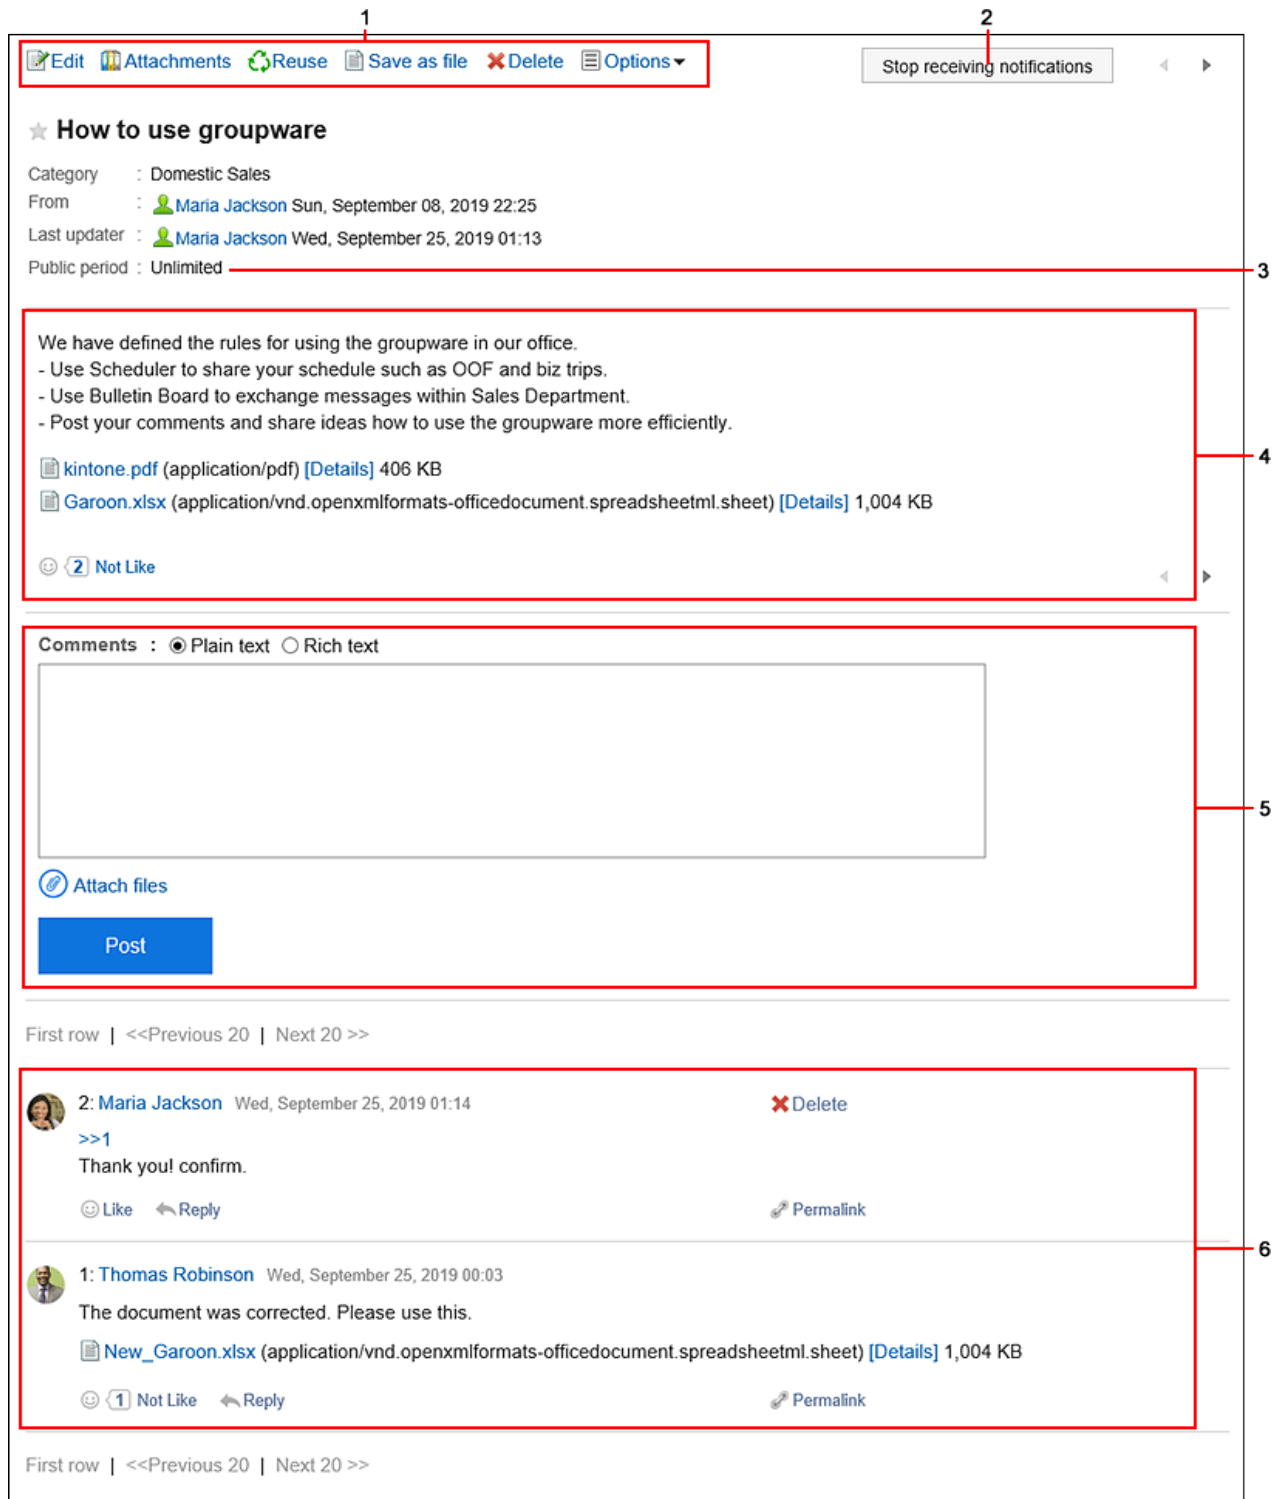 1 2
Edit Attachments Reuse Save as file Delete Options
Stop receiving notifications
How to use groupware
Category : Domestic Sales
From : Maria Jackson Sun, September 08, 2019 22:25
Last updater : Maria Jackson Wed, September 25, 2019 01:13
Public period : Unlimited
3
We have defined the rules for using the groupware in our office.
- Use Scheduler to share your schedule such as OOF and biz trips.
- Use Bulletin Board to exchange messages within Sales Department.
- Post your comments and share ideas how to use the groupware more efficiently.
4
kintone.pdf (application/pdf) [Details] 406 KB
Garoon.xlsx (application/vnd.openxmlformats-officedocument.spreadsheetml.sheet) [Details] 1,004 KB
2 Not Like
Comments : Plain text Rich text
5
Attach files
Post
First row | <<Previous 20 | Next 20 >>
2: Maria Jackson Wed, September 25, 2019 01:14 Delete
>>1
Thank you! confirm.
Like Reply Permalink
6
1: Thomas Robinson Wed, September 25, 2019 00:03
The document was corrected. Please use this.
New_Garoon.xlsx (application/vnd.openxmlformats-officedocument.spreadsheetml.sheet) [Details] 1,004 KB
1 Not Like Reply Permalink
First row | <<Previous 20 | Next 20 >>